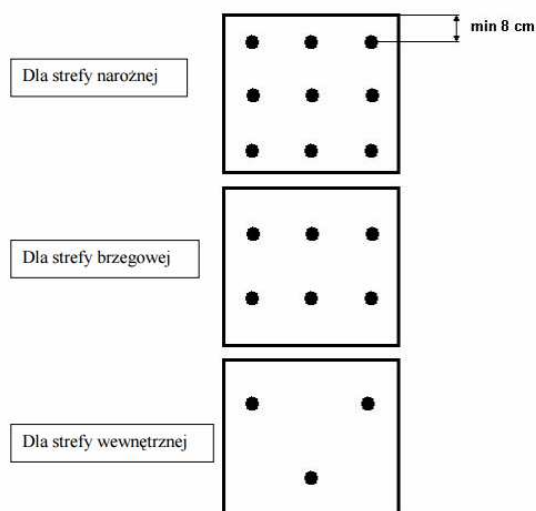 min 8 cm
Dla strefy narożnej
Dla strefy brzegowej
Dla strefy wewnętrznej